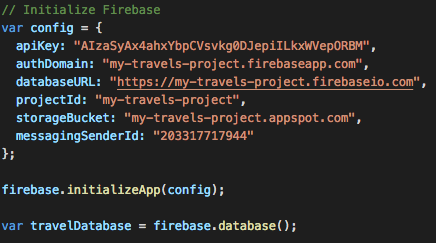 // Initialize Firebase
var config = {
apiKey: "AIzaSyAx4ahxYbpCVsvkg0DJepiILkxWVepORBM",
authDomain: "my-travels-project.firebaseapp.com",
databaseURL: "https://my-travels-project.firebaseio.com",
projectId: "my-travels-project",
storageBucket: "my-travels-project.appspot.com",
messagingSenderId: "203317717944"
};
firebase.initializeApp(config);
var travelDatabase = firebase.database();